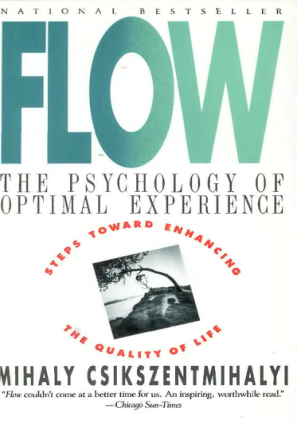 NATIONAL BESTSELLER
FLOW
THE PSYCHOLOGY OF
OPTIMAL EXPERIENCE
STEPS TOWARD ENHANCING
THE QUALITY OF LIFE
MIHALY CSIKSZENTMIHALYI
"Flow couldn't come at a better time for us. An inspiring, worthwhile read."
—Chicago Sun-Times